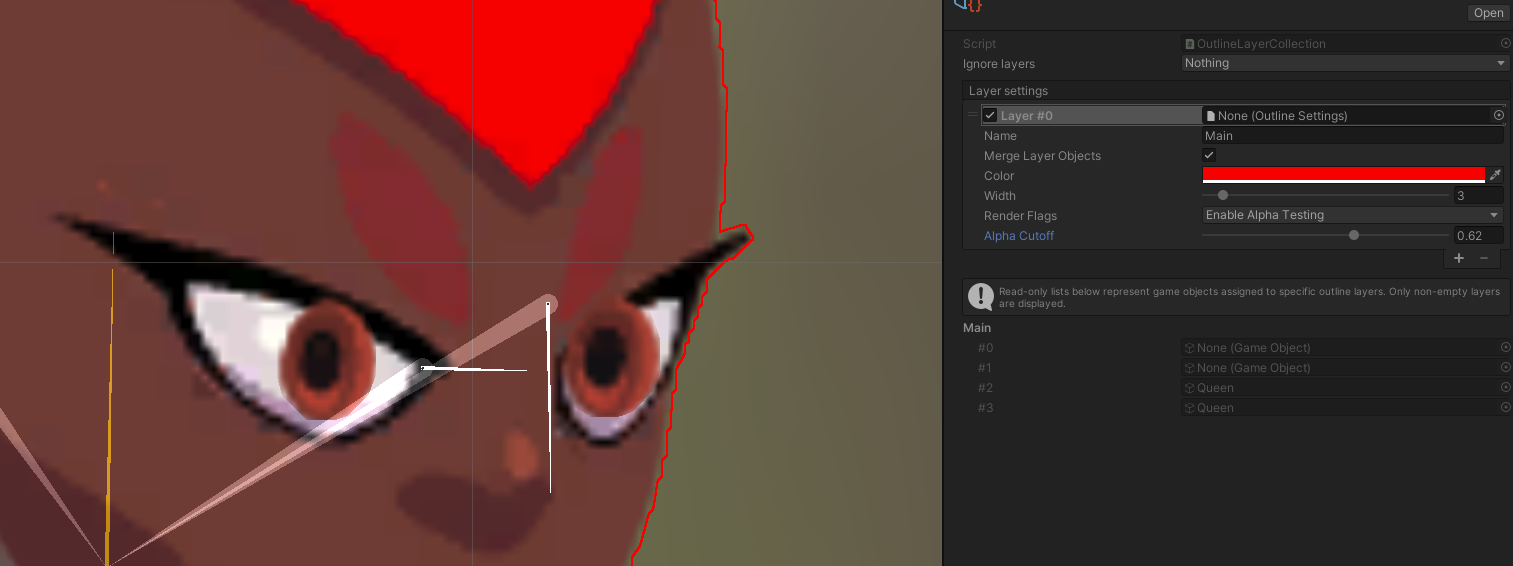 Open
Script OutlineLayerCollection
Ignore layers Nothing
Layer settings
Layer #0 None (Outline Settings)
Name Main
Merge Layer Objects
Color
Width 3
Render Flags Enable Alpha Testing
Alpha Cutoff 0.62
+ −
Read-only lists below represent game objects assigned to specific outline layers. Only non-empty layers
are displayed.
Main
#0 None (Game Object)
#1 None (Game Object)
#2 Queen
#3 Queen